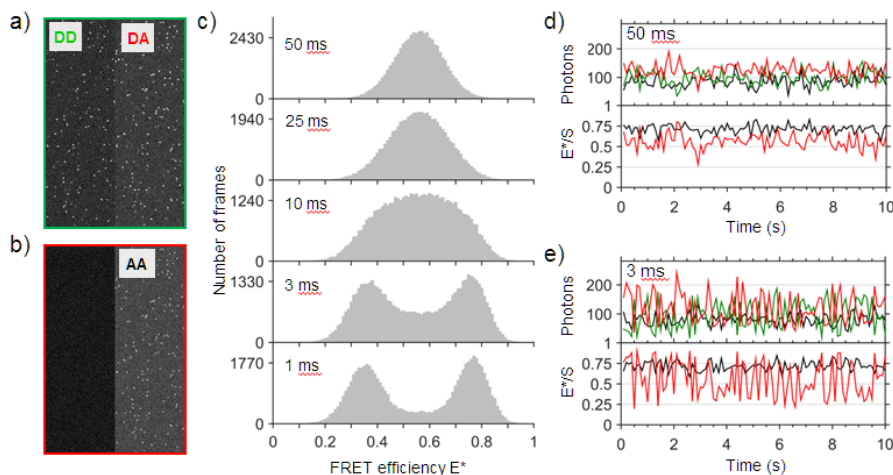 a)
DD
DA
b)
AA
c)
Number of frames
50 ms
2430
0
25 ms
1940
0
10 ms
1240
0
3 ms
1330
0
1 ms
1770
0
0 0.2 0.4 0.6 0.8 1
FRET efficiency E*
d)
50 ms
Photons
200
100
1
E*/S
0.75
0.5
0.25
0 2 4 6 8 10
Time (s)
e)
3 ms
Photons
200
100
1
E*/S
0.75
0.5
0.25
0
0 2 4 6 8 10
Time (s)